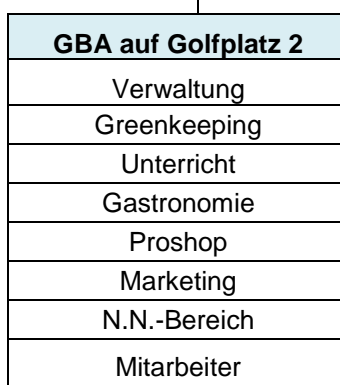 GBA auf Golfplatz 2
Verwaltung
Greenkeeping
Unterricht
Gastronomie
Proshop
Marketing
N.N.-Bereich
Mitarbeiter